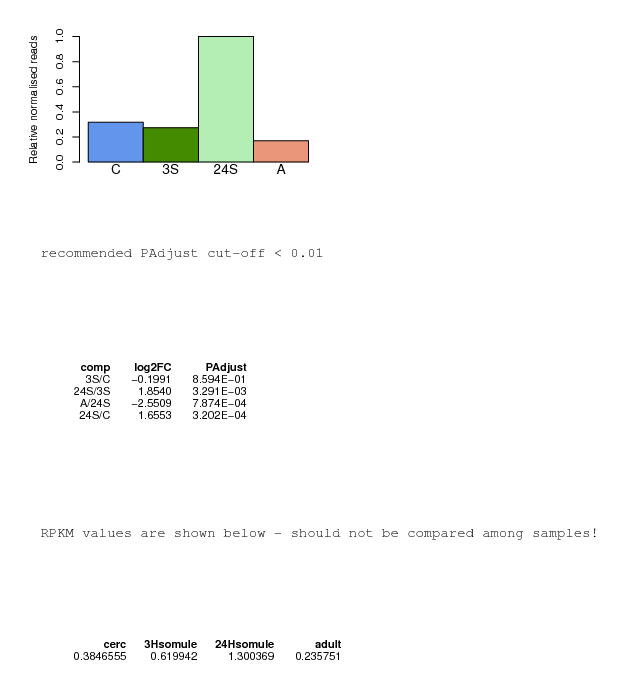 Relative normalised reads
1.0
0.8
0.6
0.4
0.2
0.0
C 3S 24S A
recommended PAdjust cut-off < 0.01
comp log2FC PAdjust
3S/C −0.1991 8.594E−01
24S/3S 1.8540 3.291E−03
A/24S −2.5509 7.874E−04
24S/C 1.6553 3.202E−04
RPKM values are shown below - should not be compared among samples!
cerc 3Hsomule 24Hsomule adult
0.3846555 0.619942 1.300369 0.235751